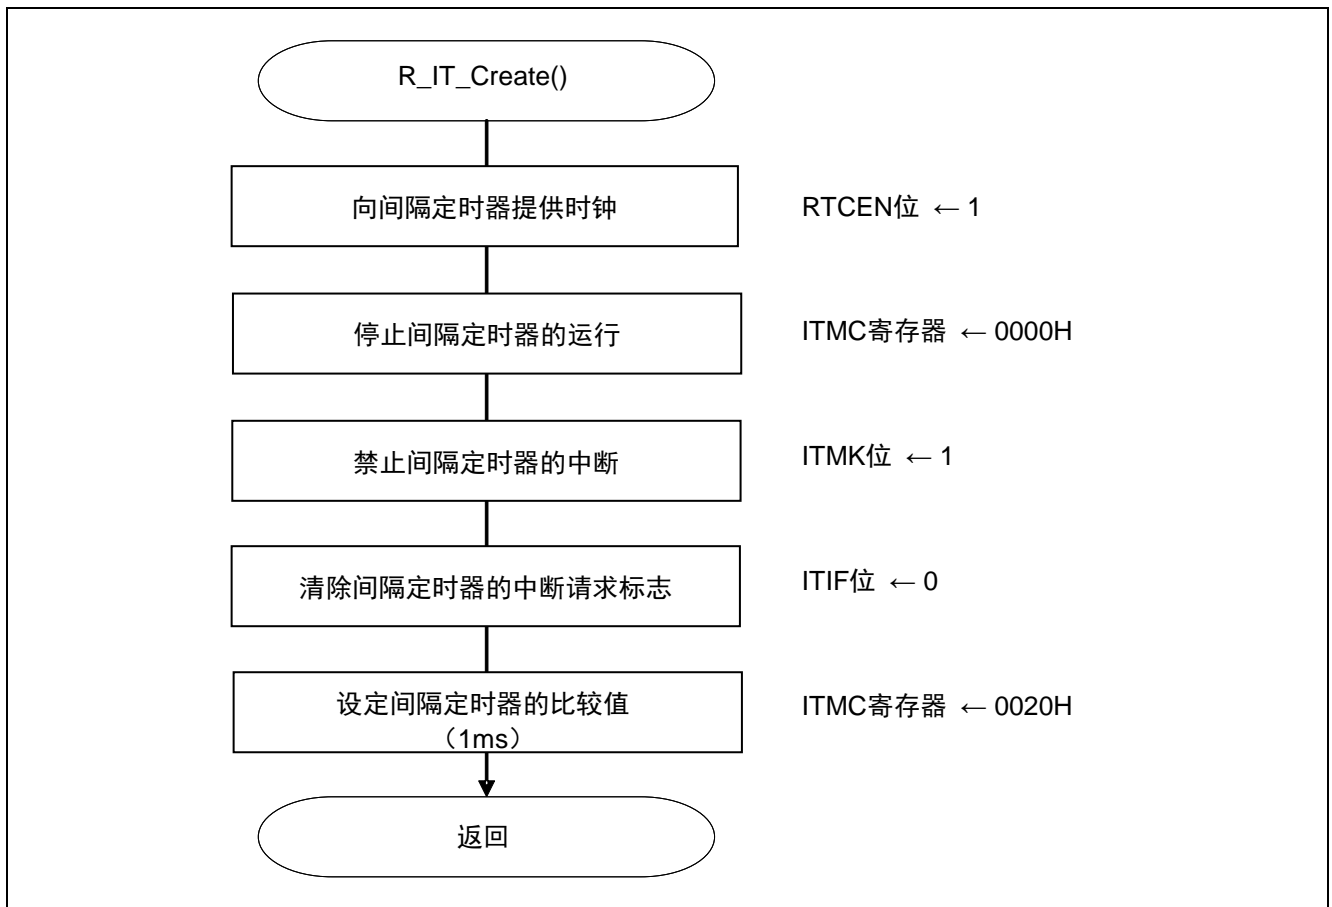 R_IT_Create()
向间隔定时器提供时钟
RTCEN位 ← 1
停止间隔定时器的运行
ITMC寄存器 ← 0000H
禁止间隔定时器的中断
ITMK位 ← 1
清除间隔定时器的中断请求标志
ITIF位 ← 0
设定间隔定时器的比较值
（1ms）
ITMC寄存器 ← 0020H
返回